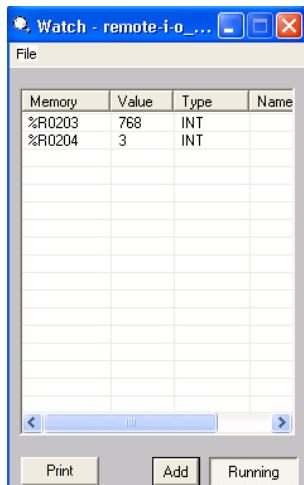 Watch - remote-i-o_...
File
Memory Value Type Name
%R0203 768 INT
%R0204 3 INT
Print Add Running